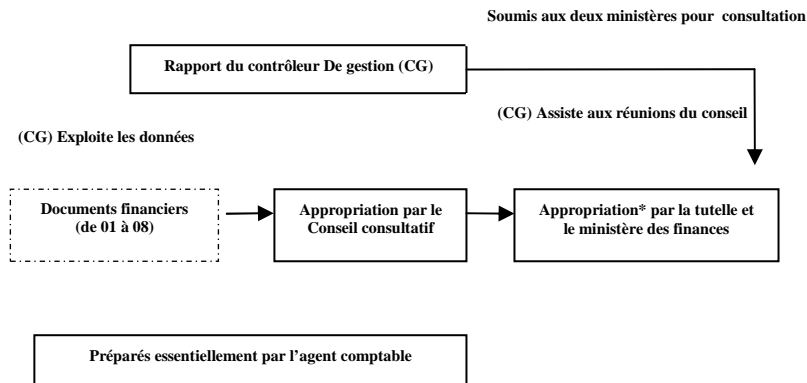 Soumis aux deux ministères pour consultation
Rapport du contrôleur De gestion (CG)
(CG) Assiste aux réunions du conseil
(CG) Exploite les données
Documents financiers
(de 01 à 08)
Appropriation par le
Conseil consultatif
Appropriation* par la tutelle et
le ministère des finances
Préparés essentiellement par l'agent comptable